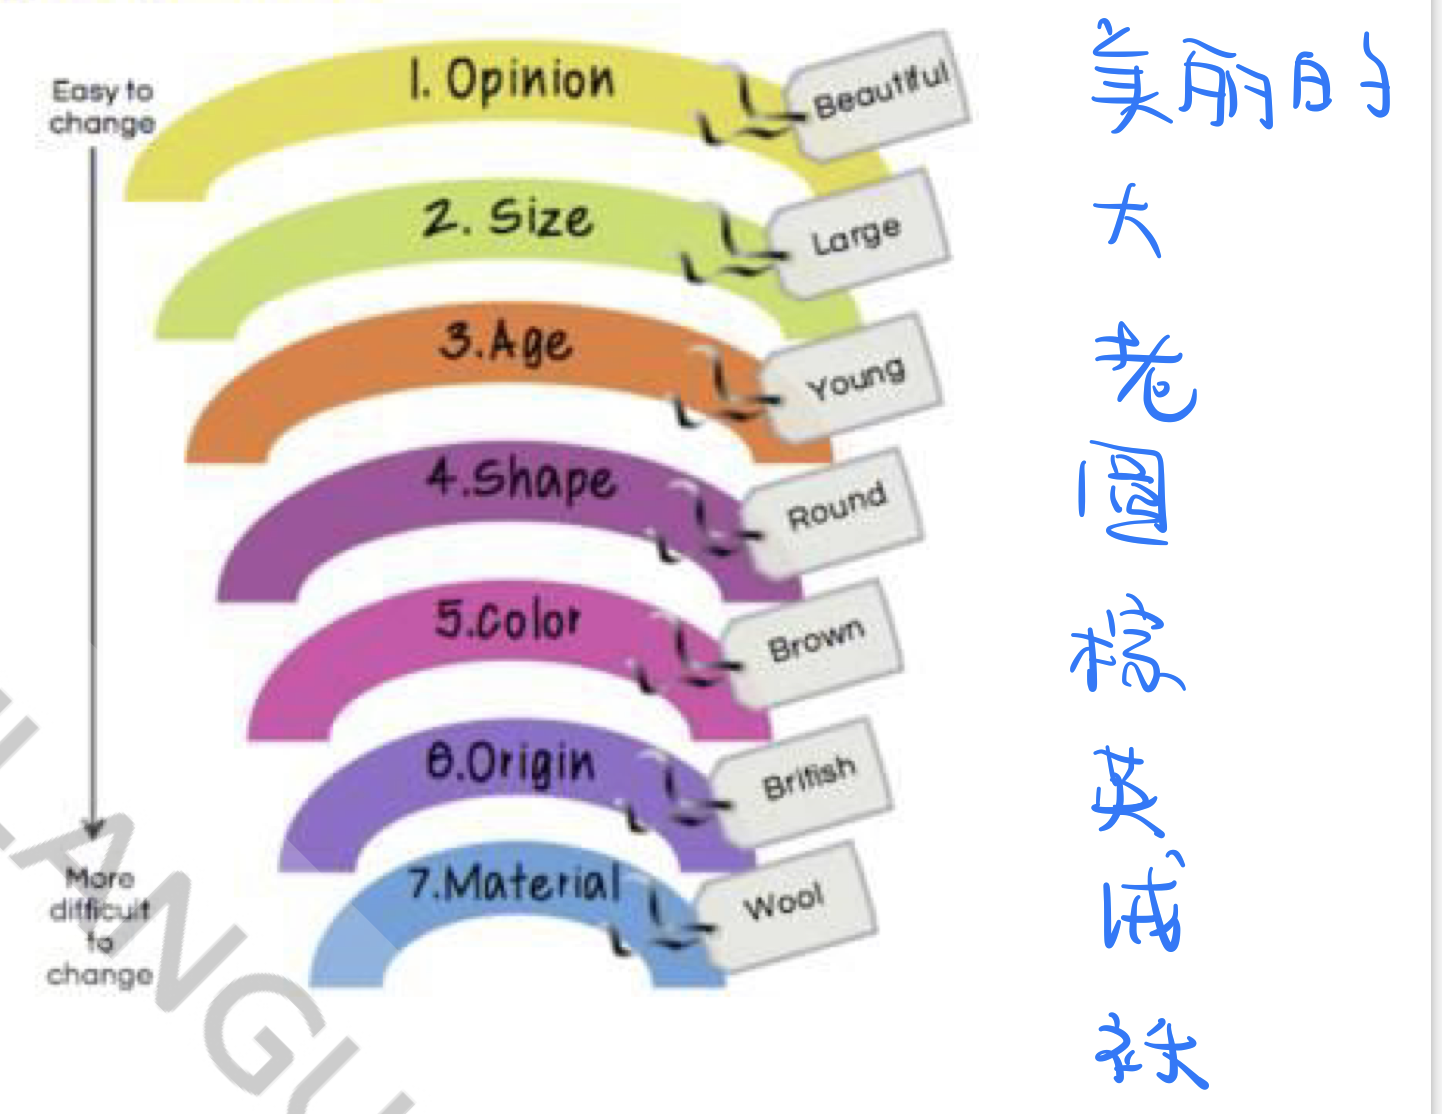 Easy to
change
1. Opinion
Beautiful
美丽的
2. Size
Large
大
3.Age
Young
老
4.Shape
Round
圆
5.Color
Brown
棕
6.Origin
British
英
国
7.Material
Wool
铁
More
difficult
to
change
LANGU